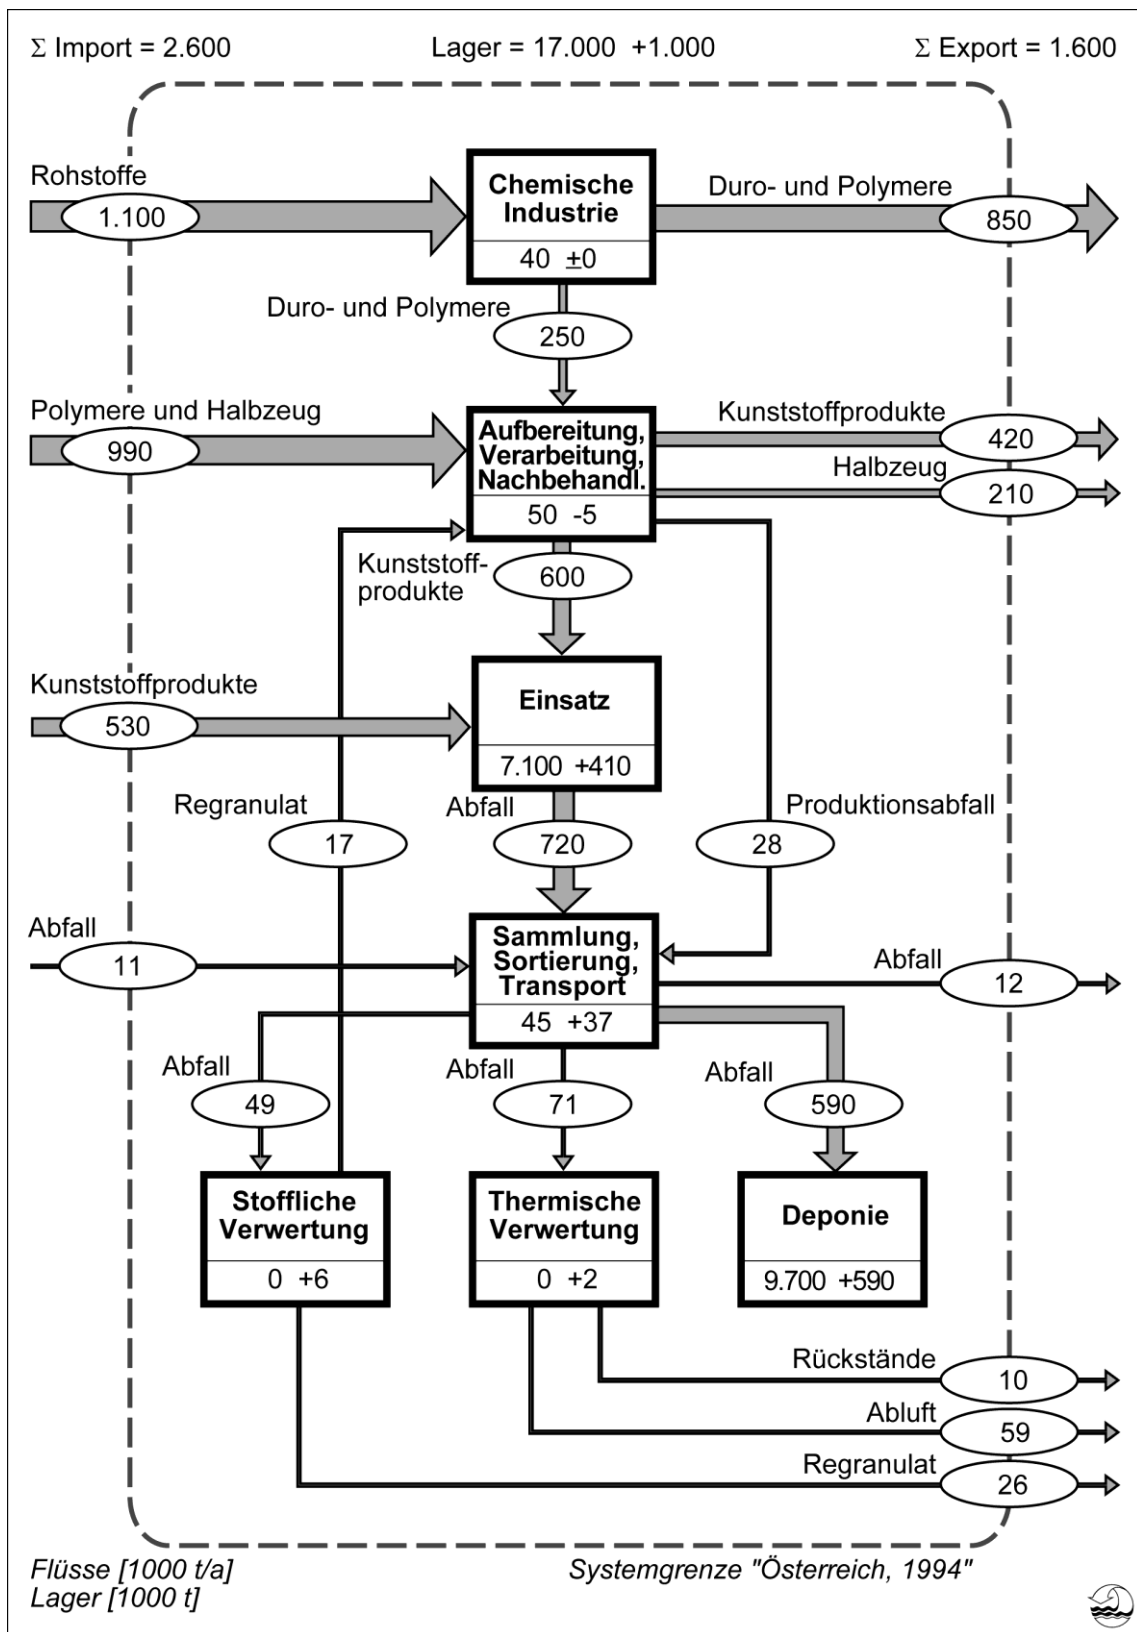 Σ Import = 2.600
Lager = 17.000 +1.000
Σ Export = 1.600
Rohstoffe
1.100
Chemische
Industrie
40 ±0
Duro- und Polymere
850
Duro- und Polymere
250
Polymere und Halbzeug
990
Aufbereitung,
Verarbeitung,
Nachbehandl.
50 -5
Kunststoffprodukte
420
Halbzeug
210
Kunststoff-
produkte
600
Kunststoffprodukte
530
Einsatz
7.100 +410
Regranulat
17
Abfall
720
Produktionsabfall
28
Abfall
11
Sammlung,
Sortierung,
Transport
45 +37
Abfall
12
Abfall
49
Abfall
71
Abfall
590
Stoffliche
Verwertung
0 +6
Thermische
Verwertung
0 +2
Deponie
9.700 +590
Rückstände
10
Abluft
59
Regranulat
26
Flüsse [1000 t/a]
Lager [1000 t]
Systemgrenze "Österreich, 1994"